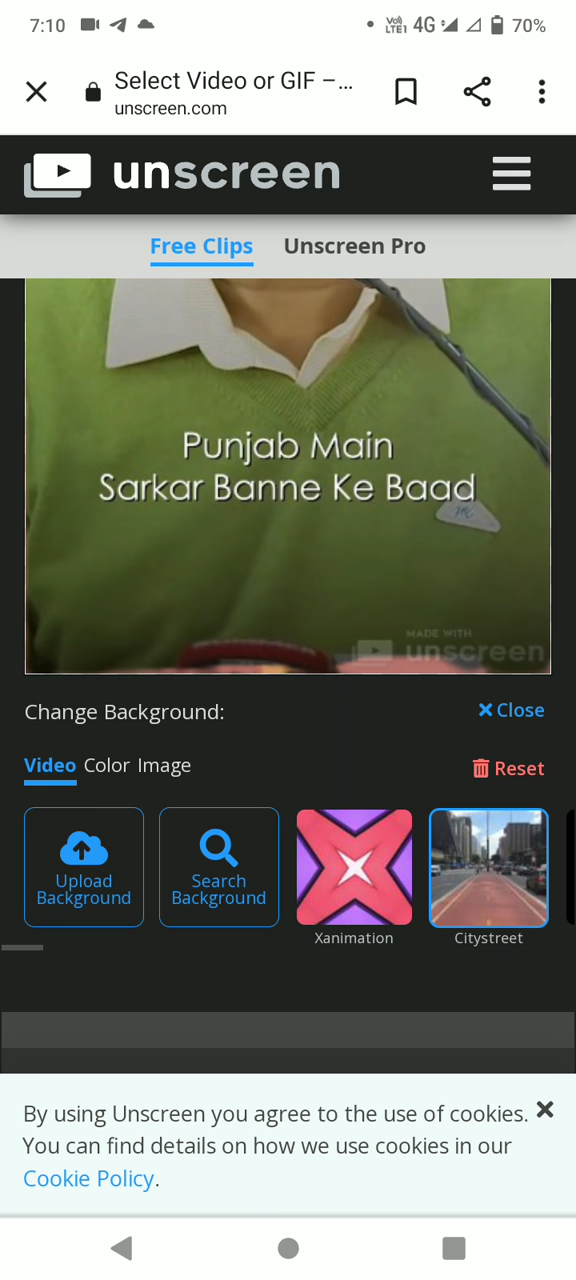 7:10
Vo)
LTE1
4G
70%
Select Video or GIF –...
unscreen.com
unscreen
Free Clips Unscreen Pro
Punjab Main
Sarkar Banne Ke Baad
MADE WITH
unscreen
Change Background:
Close
Video Color Image
Reset
Upload
Background
Search
Background
Xanimation
Citystreet
By using Unscreen you agree to the use of cookies.
You can find details on how we use cookies in our
Cookie Policy.